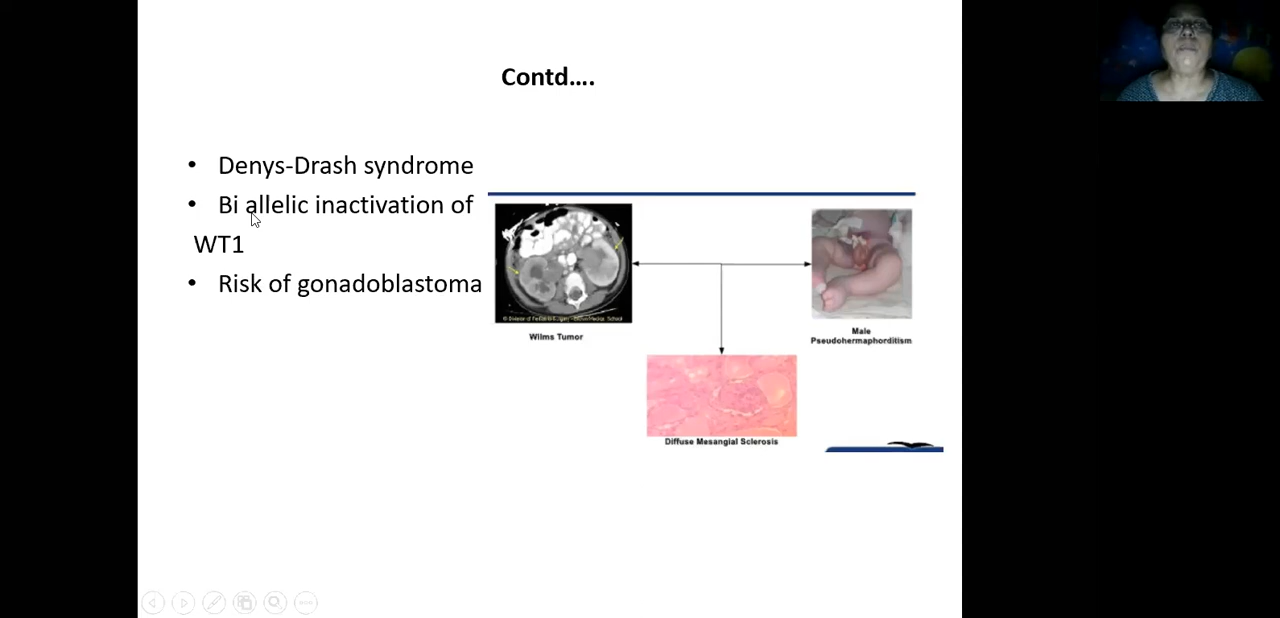 Contd....
• Denys-Drash syndrome
• Bi allelic inactivation of
WT1
• Risk of gonadoblastoma
Wilms Tumor
Male
Pseudohermaphorditism
Diffuse Mesangial Sclerosis